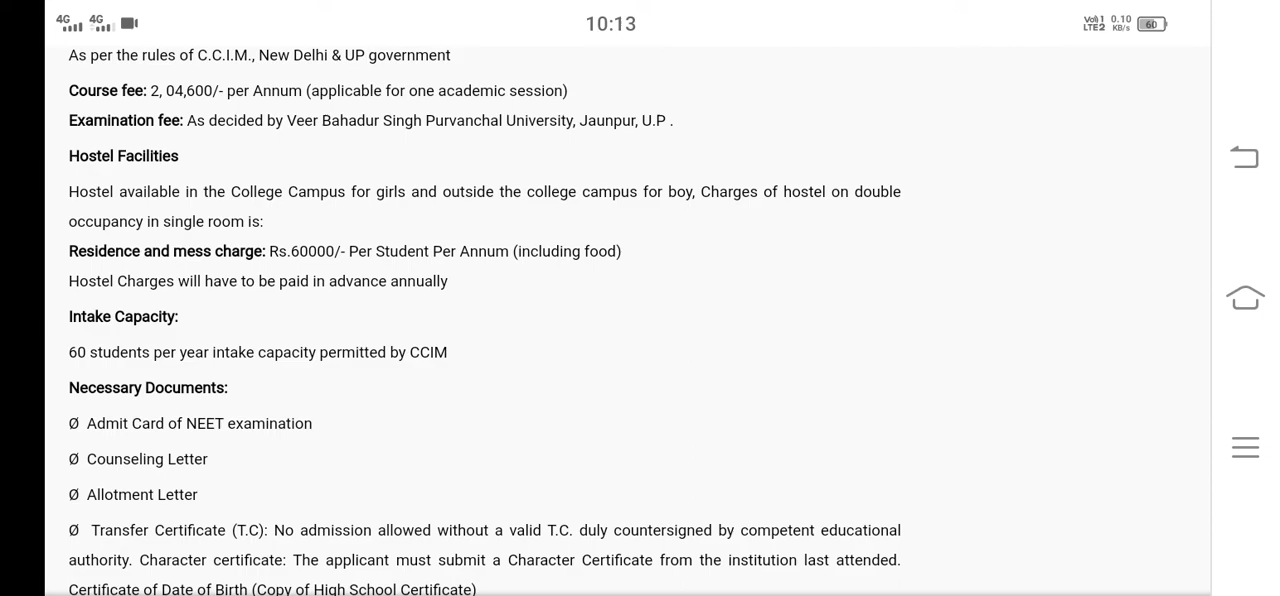 4G 4G 10:13 Vo)) 1 LTE2 0.10 KB/s 60
As per the rules of C.C.I.M., New Delhi & UP government
Course fee: 2, 04,600/- per Annum (applicable for one academic session)
Examination fee: As decided by Veer Bahadur Singh Purvanchal University, Jaunpur, U.P .
Hostel Facilities
Hostel available in the College Campus for girls and outside the college campus for boy, Charges of hostel on double
occupancy in single room is:
Residence and mess charge: Rs.60000/- Per Student Per Annum (including food)
Hostel Charges will have to be paid in advance annually
Intake Capacity:
60 students per year intake capacity permitted by CCIM
Necessary Documents:
Ø Admit Card of NEET examination
Ø Counseling Letter
Ø Allotment Letter
Ø Transfer Certificate (T.C): No admission allowed without a valid T.C. duly countersigned by competent educational
authority. Character certificate: The applicant must submit a Character Certificate from the institution last attended.
Certificate of Date of Birth (Copy of High School Certificate)